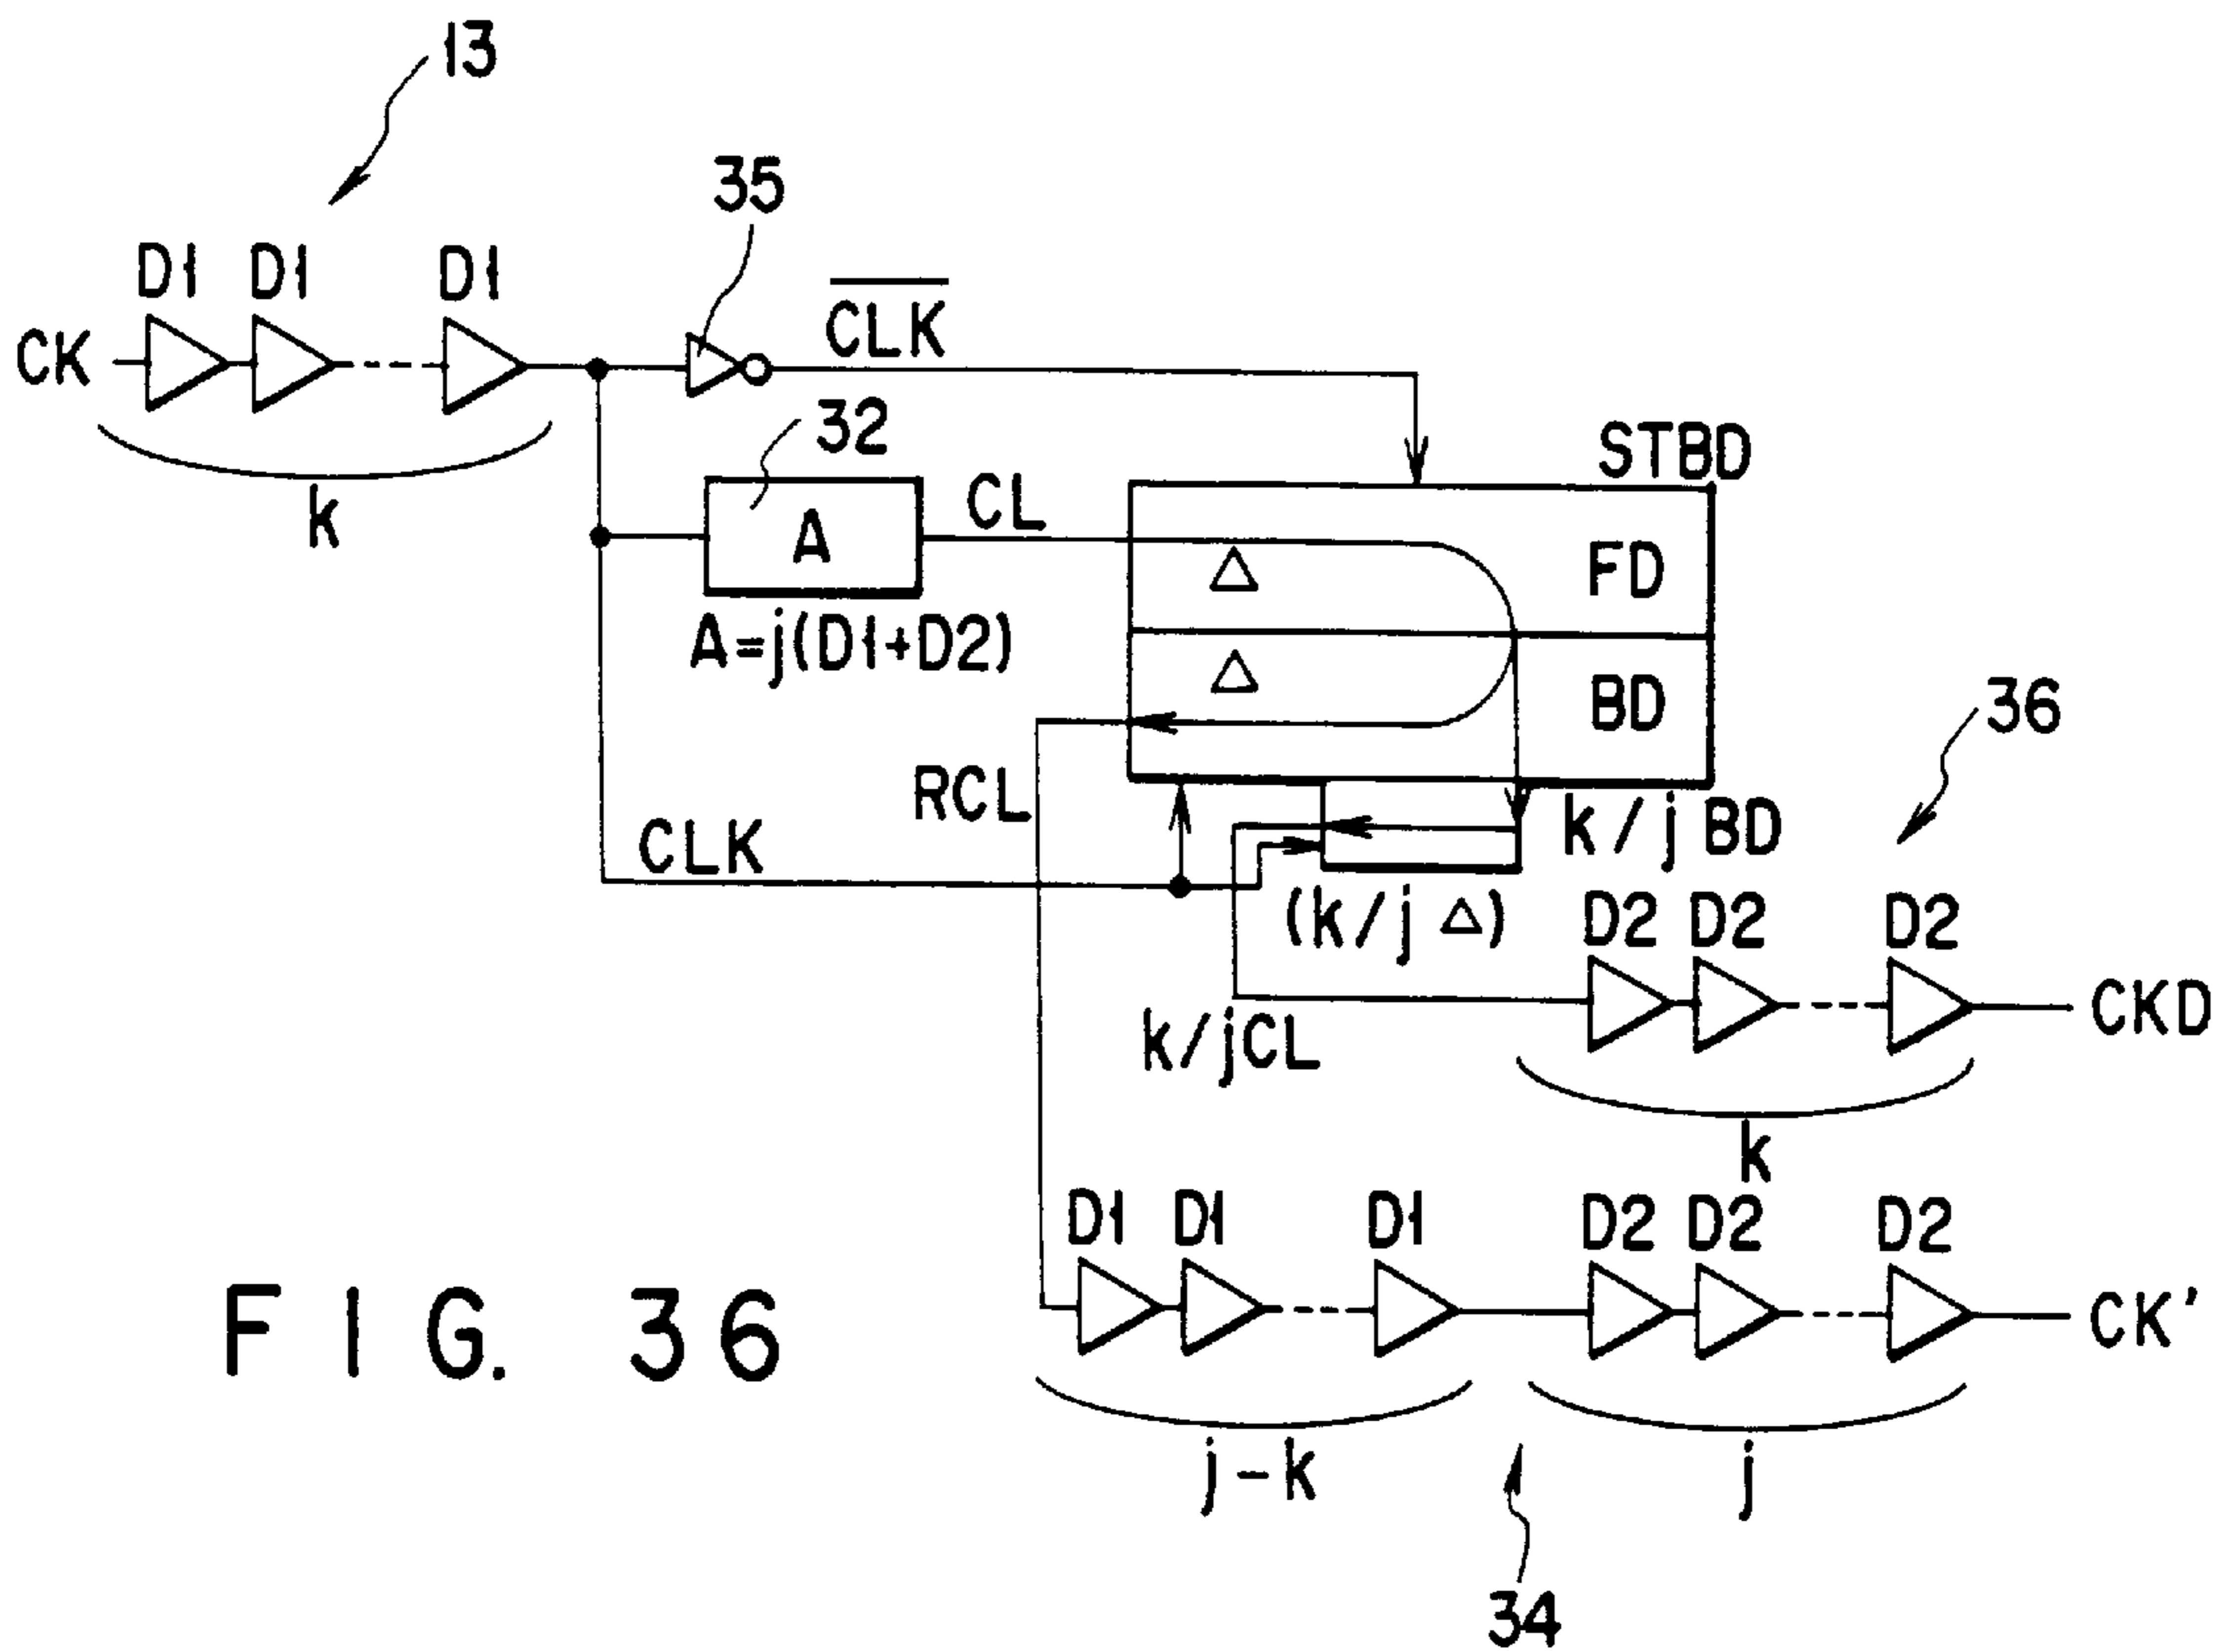 13
35
D1 D1 D1
CK
CLK
k
32
STBD
CL
A
Δ
FD
A=j(D1+D2)
Δ
BD
36
RCL
CLK
k/j BD
(k/j Δ)
D2 D2 D2
CKD
k/jCL
k
D1 D1 D1 D2 D2 D2
CK'
FIG. 36
j-k
j
34